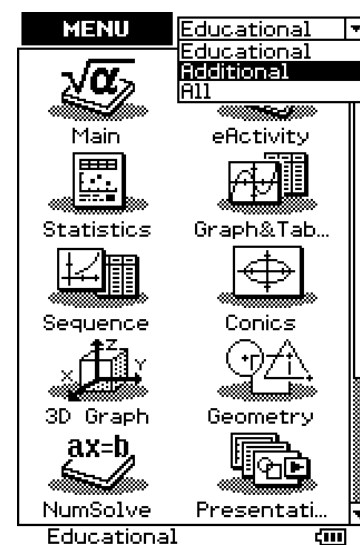 MENU
Educational
Educational
Additional
All
√α
Main
eActivity
Statistics
Graph&Tab...
Sequence
Conics
Z
X
Y
3D Graph
Geometry
ax=b
NumSolve
Presentati...
Educational